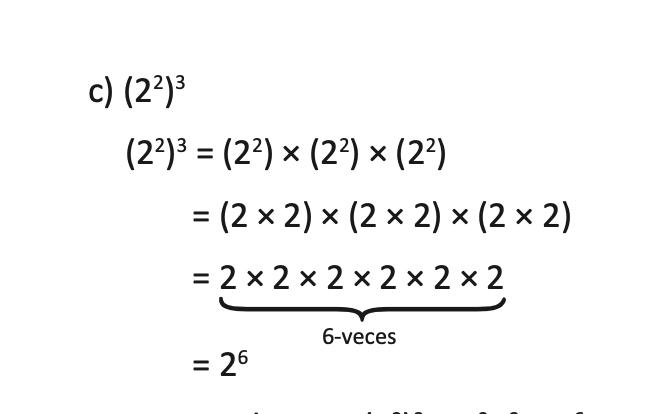 c) (2²)³
(2²)³ = (2²) × (2²) × (2²)
= (2 × 2) × (2 × 2) × (2 × 2)
= 2 × 2 × 2 × 2 × 2 × 2
6-veces
= 2⁶